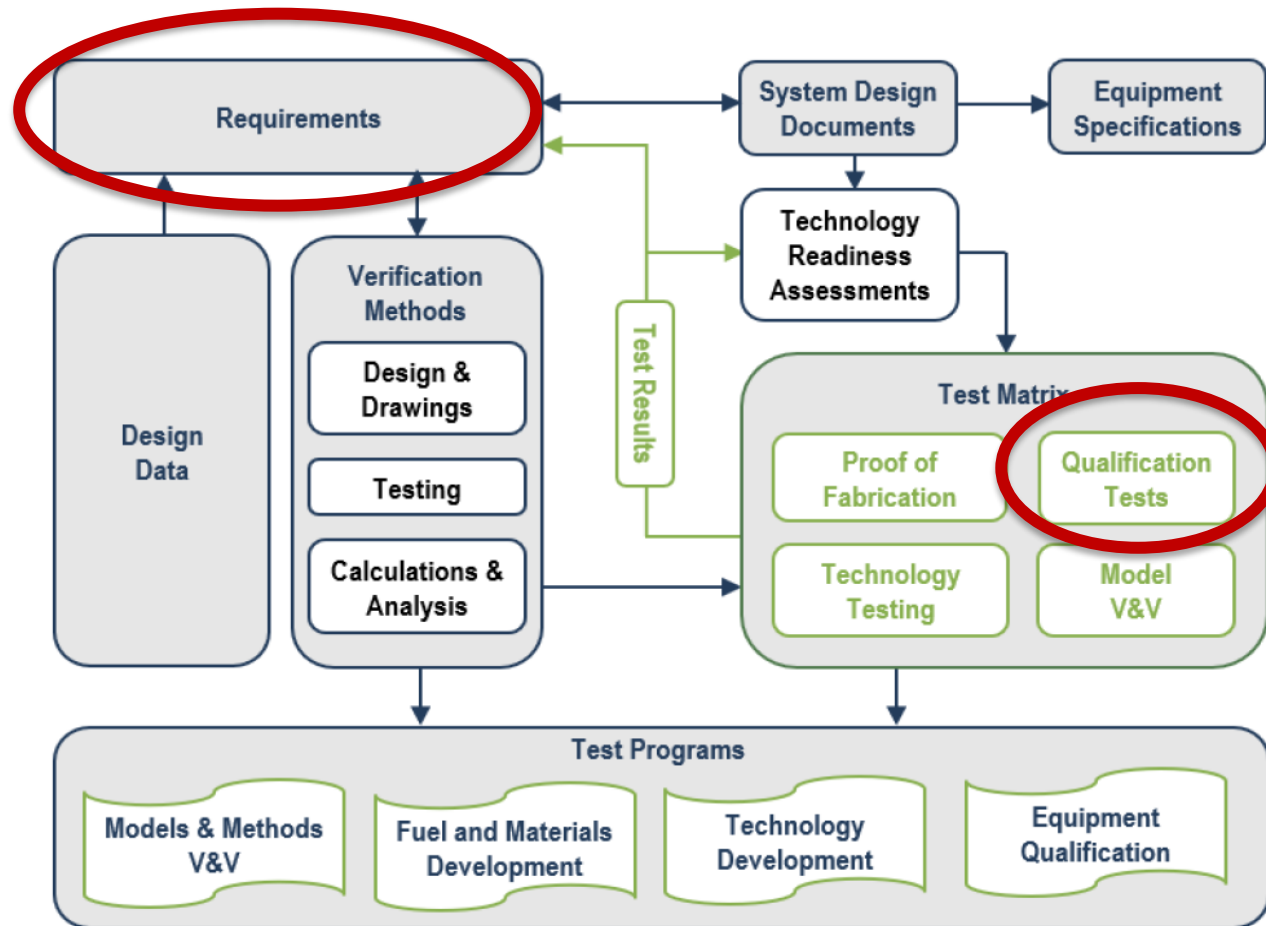 Requirements
System Design
Documents
Equipment
Specifications
Technology
Readiness
Assessments
Design
Data
Verification
Methods
Design &
Drawings
Testing
Calculations &
Analysis
Test Results
Test Matrix
Proof of
Fabrication
Qualification
Tests
Technology
Testing
Model
V&V
Test Programs
Models & Methods
V&V
Fuel and Materials
Development
Technology
Development
Equipment
Qualification